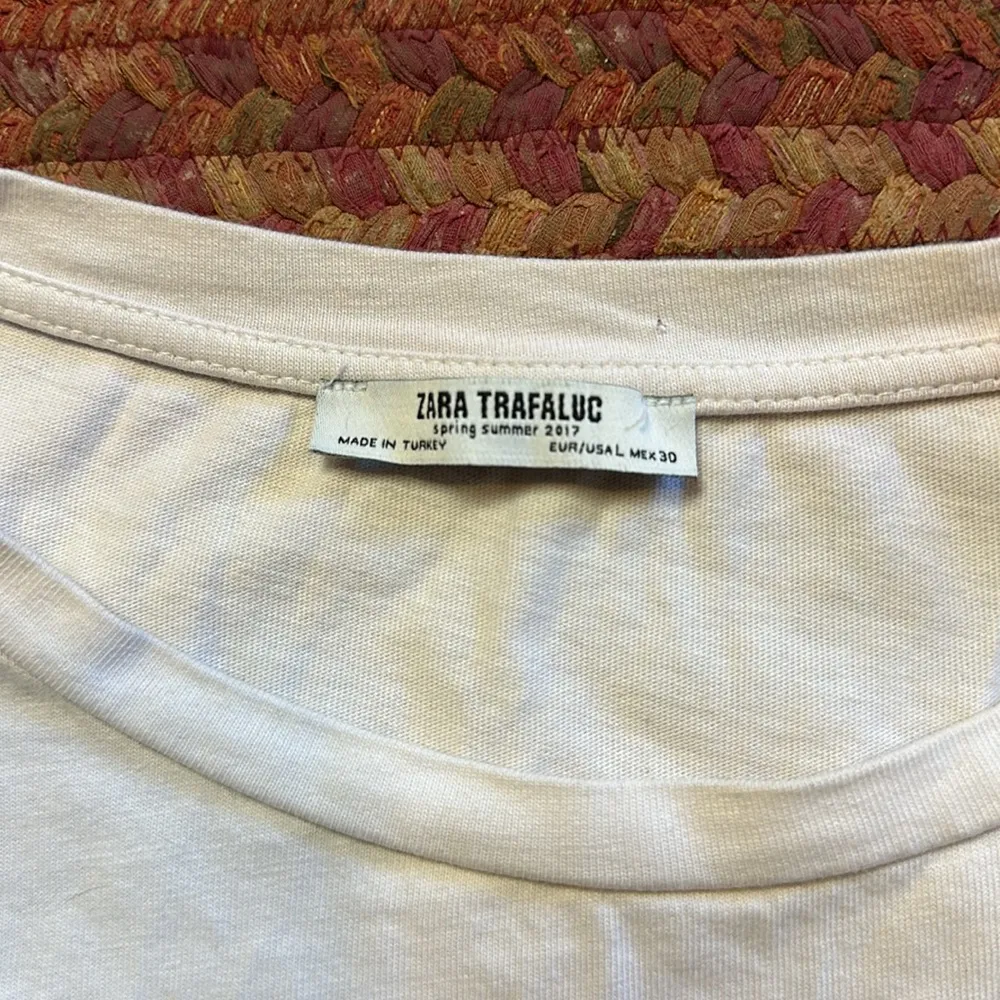 ZARA TRAFALUC
spring summer 2017
MADE IN TURKEY EUR/USA L MEX 30